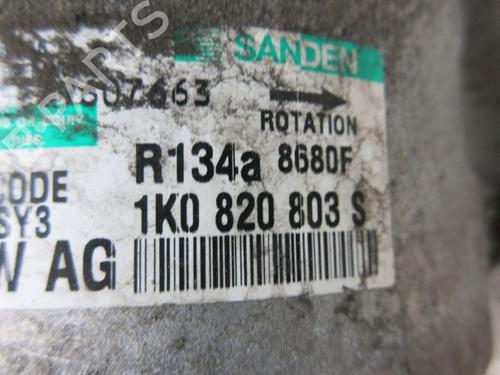 SANDEN
607463
ROTATION
R134a 8680F
CODE
SY3
1K0 820 803 S
W AG